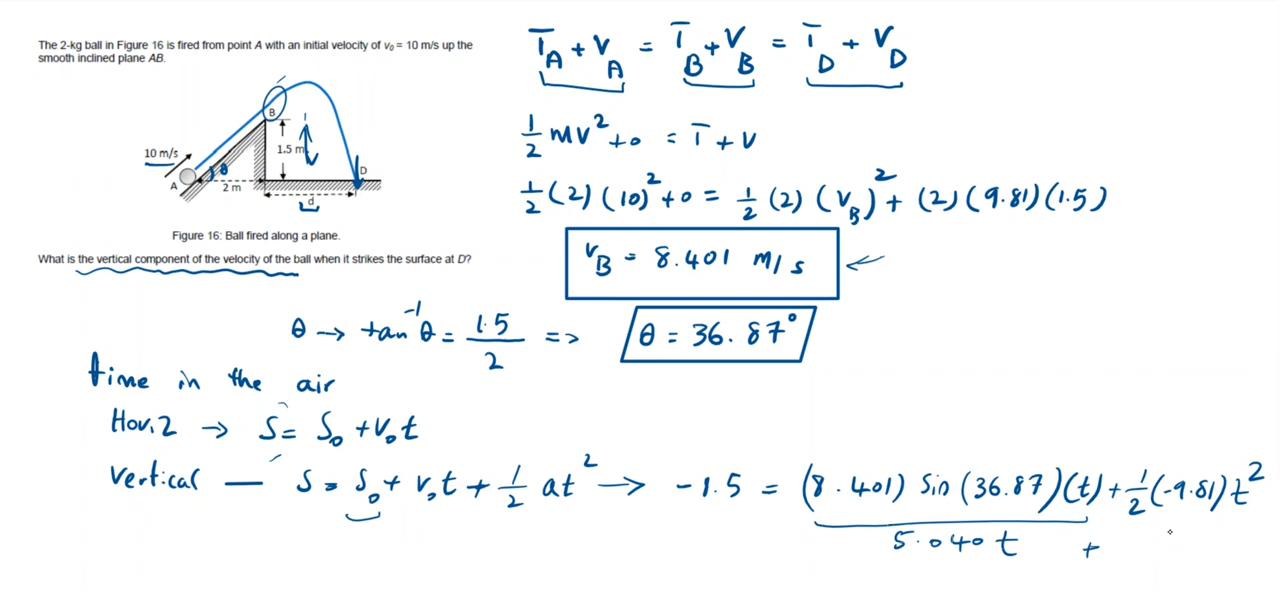 The 2-kg ball in Figure 16 is fired from point A with an initial velocity of v₀ = 10 m/s up the
smooth inclined plane AB.
B
10 m/s
1.5 m
θ
A
2 m
D
d
Figure 16: Ball fired along a plane.
What is the vertical component of the velocity of the ball when it strikes the surface at D?
T_A + V_A = T_B + V_B = T_D + V_D
1/2 mv² + 0 = T + V
1/2 (2) (10)² + 0 = 1/2 (2) (V_B)² + (2) (9.81) (1.5)
V_B = 8.401 m/s
θ → tan⁻¹ θ = 1.5/2 => θ = 36.87°
time in the air
Hori2 → S = S₀ + V₀t
Vertical — S = S₀ + V₀t + 1/2 at² → -1.5 = (8.401) Sin (36.87) (t) + 1/2 (-9.81) t²
5.040 t +